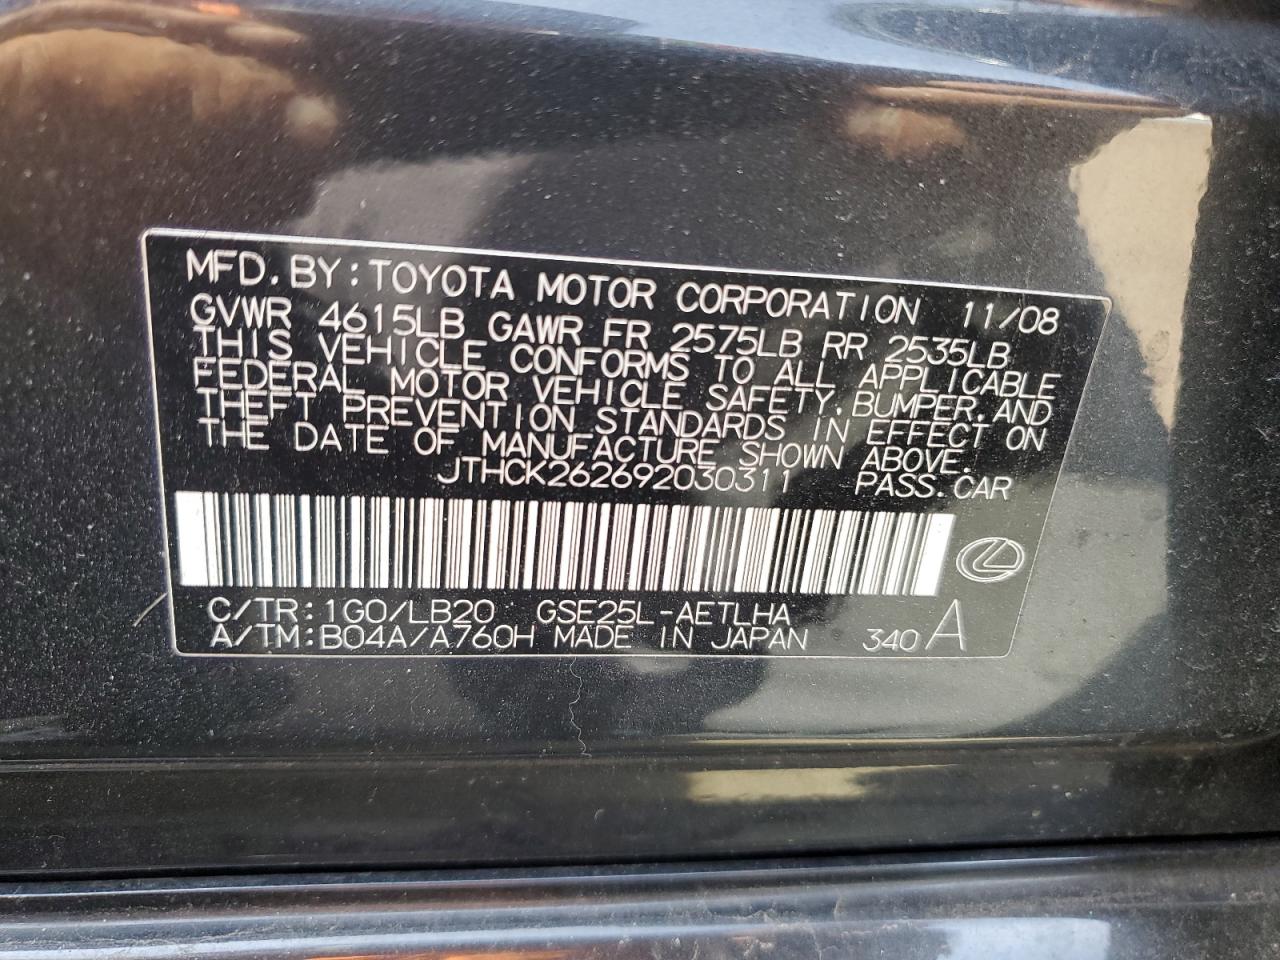 MFD. BY: TOYOTA MOTOR CORPORATION 11/08
GVWR 4615LB GAWR FR 2575LB RR 2535LB
THIS VEHICLE CONFORMS TO ALL APPLICABLE
FEDERAL MOTOR VEHICLE SAFETY, BUMPER, AND
THEFT PREVENTION STANDARDS IN EFFECT ON
THE DATE OF MANUFACTURE SHOWN ABOVE.
JTHCK262692030311 PASS. CAR
C/TR: 1G0/LB20 GSE25L-AETLHA
A/TM: B04A/A760H MADE IN JAPAN 340 A